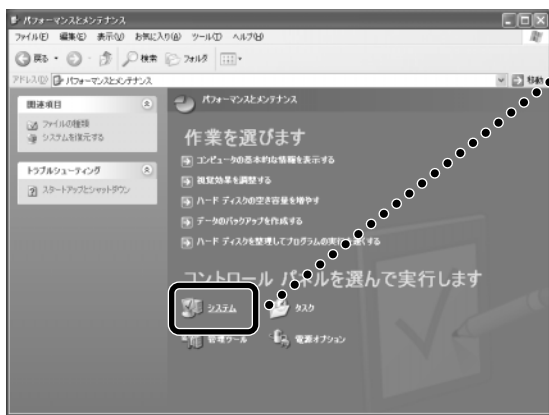 パフォーマンスとメンテナンス
ファイル(F) 編集(E) 表示(V) お気に入り(A) ツール(T) ヘルプ(H)
戻る 検索 フォルダ
アドレス(D) パフォーマンスとメンテナンス 移動
関連項目
ファイルの種類
システムを復元する
トラブルシューティング
スタートアップとシャットダウン
パフォーマンスとメンテナンス
作業を選びます
コンピュータの基本的な情報を表示する
視覚効果を調整する
ハード ディスクの空き容量を増やす
データのバックアップを作成する
ハード ディスクを整理してプログラムの実行を速くする
コントロール パネルを選んで実行します
システム タスク
管理ツール 電源オプション